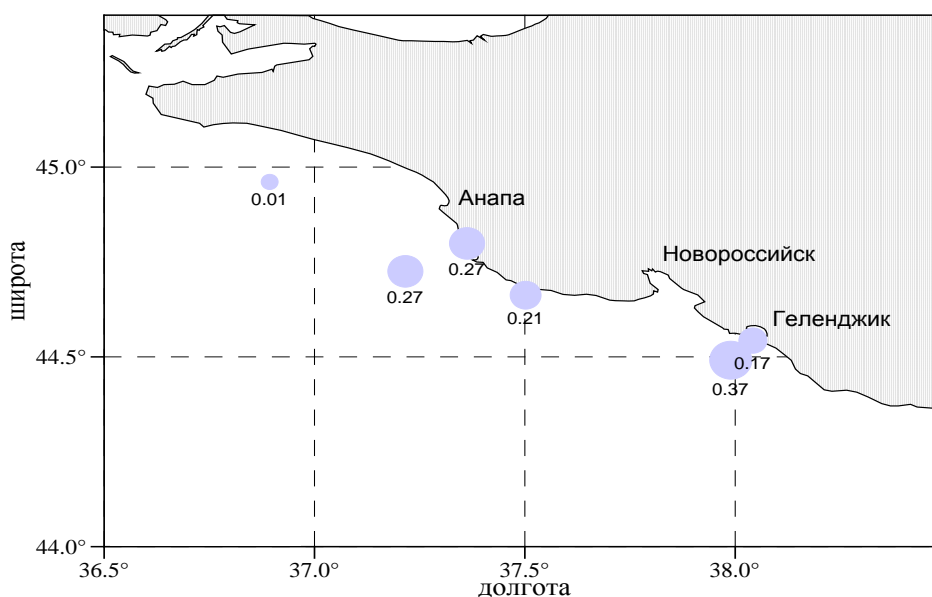 45.0°
Анапа
0.01
Новороссийск
0.27
0.27
0.21
Геленджик
44.5°
0.17
0.37
широта
44.0°
36.5°
37.0°
37.5°
38.0°
долгота